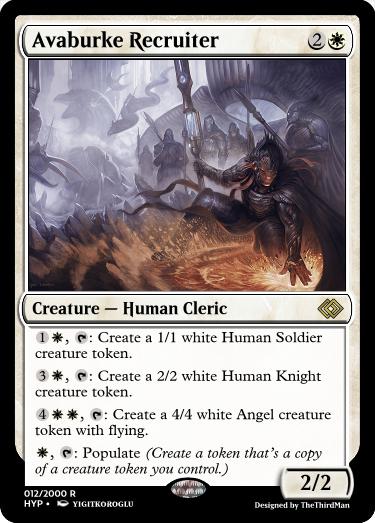 Avaburke Recruiter 2
Creature — Human Cleric
1, : Create a 1/1 white Human Soldier
creature token.
3, : Create a 2/2 white Human Knight
creature token.
4, : Create a 4/4 white Angel creature
token with flying.
, : Populate (Create a token that's a copy
of a creature token you control.)
2/2
012/2000 R
HYP • YIGITKOROGLU
Designed by TheThirdMan